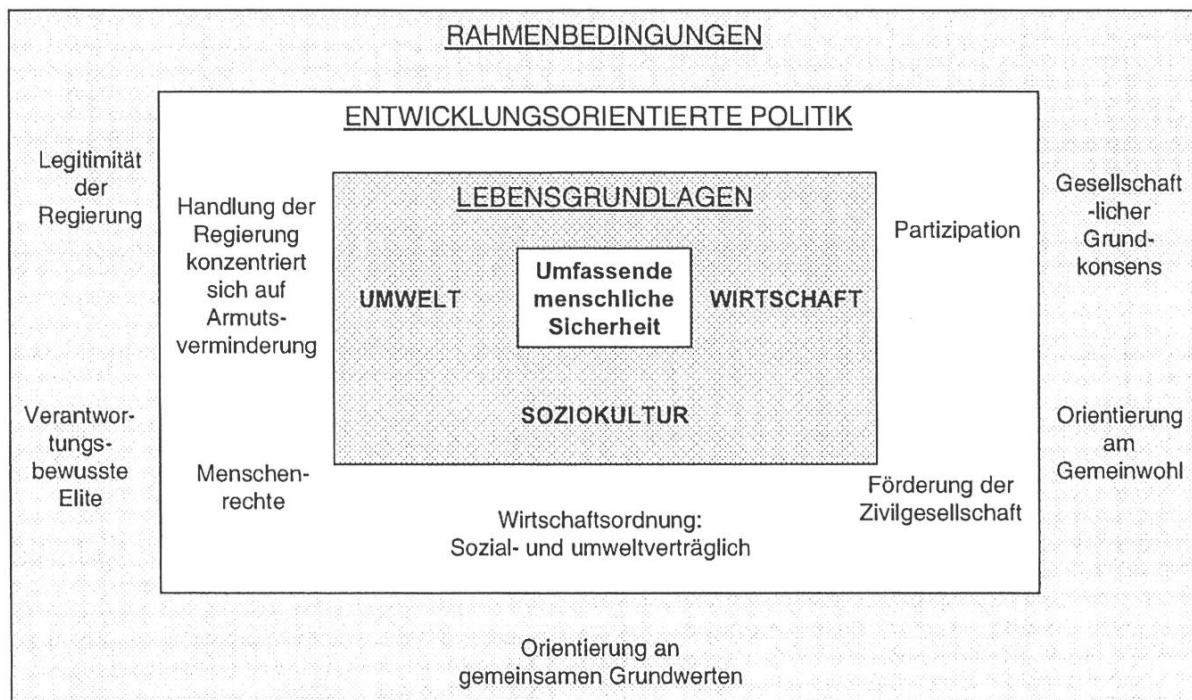 RAHMENBEDINGUNGEN
ENTWICKLUNGSORIENTIERTE POLITIK
Legitimität
der
Regierung
Handlung der
Regierung
konzentriert
sich auf
Armuts-
verminderung
LEBENSGRUNDLAGEN
UMWELT
Umfassende
menschliche
Sicherheit
WIRTSCHAFT
SOZIOKULTUR
Partizipation
Gesellschaft
-licher
Grund-
konsens
Verantwor-
tungs-
bewusste
Elite
Menschen-
rechte
Wirtschaftsordnung:
Sozial- und umweltverträglich
Förderung der
Zivilgesellschaft
Orientierung
am
Gemeinwohl
Orientierung an
gemeinsamen Grundwerten